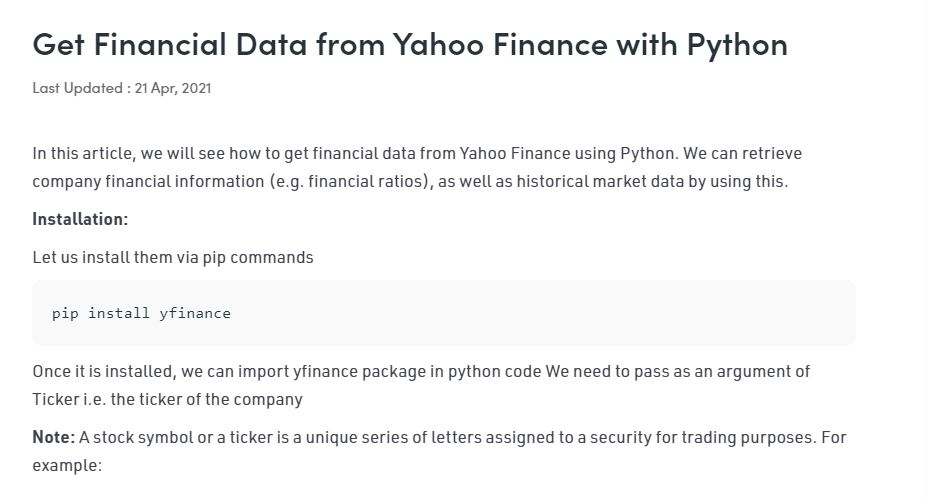 Get Financial Data from Yahoo Finance with Python
Last Updated : 21 Apr, 2021
In this article, we will see how to get financial data from Yahoo Finance using Python. We can retrieve
company financial information (e.g. financial ratios), as well as historical market data by using this.
Installation:
Let us install them via pip commands
pip install yfinance
Once it is installed, we can import yfinance package in python code We need to pass as an argument of
Ticker i.e. the ticker of the company
Note: A stock symbol or a ticker is a unique series of letters assigned to a security for trading purposes. For
example: